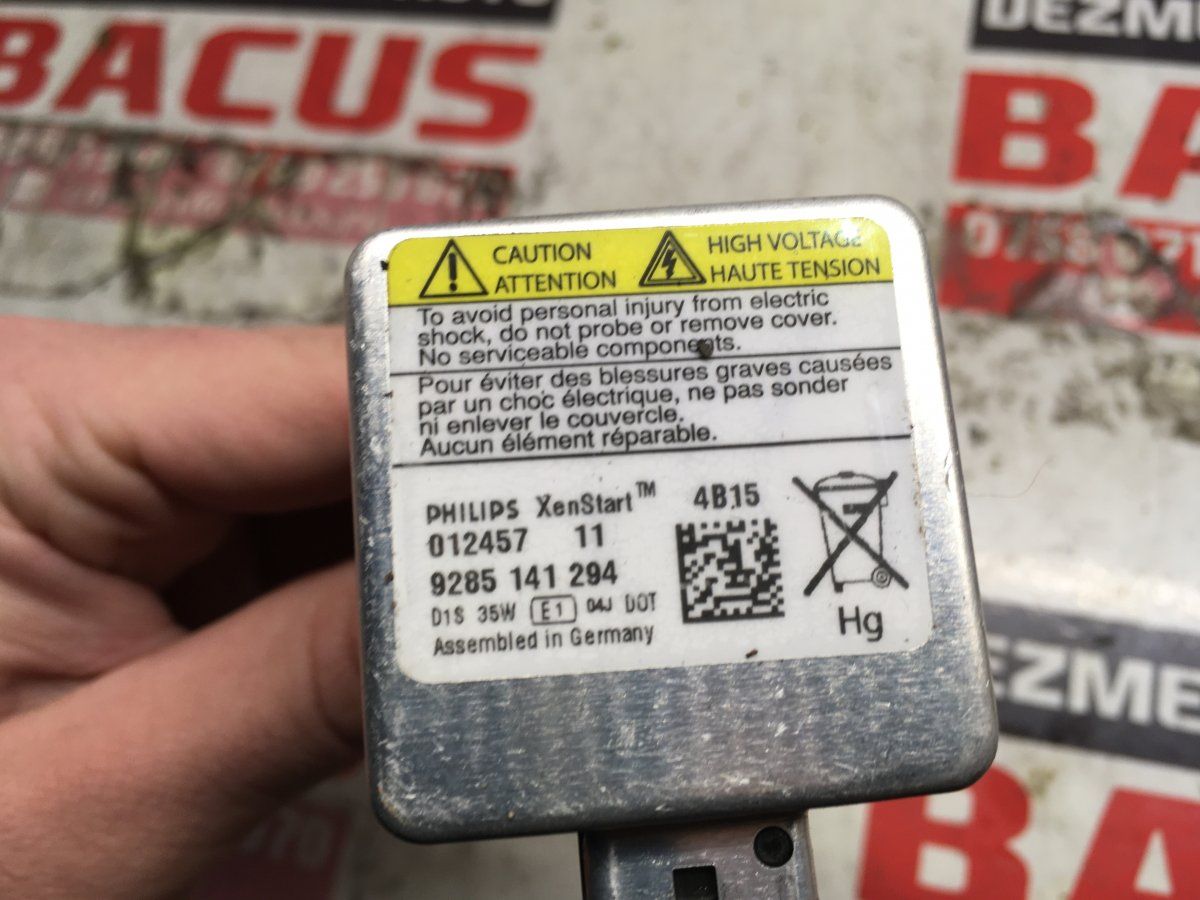 BACUS
DEZM
BA
CAUTION
ATTENTION
HIGH VOLTAGE
HAUTE TENSION
To avoid personal injury from electric
shock, do not probe or remove cover.
No serviceable components.
Pour éviter des blessures graves causées
par un choc électrique, ne pas sonder
ni enlever le couvercle.
Aucun élément réparable.
PHILIPS XenStart™ 4B15
012457 11
9285 141 294
D1S 35W E1 04J DOT
Assembled in Germany
Hg
EZME
BA